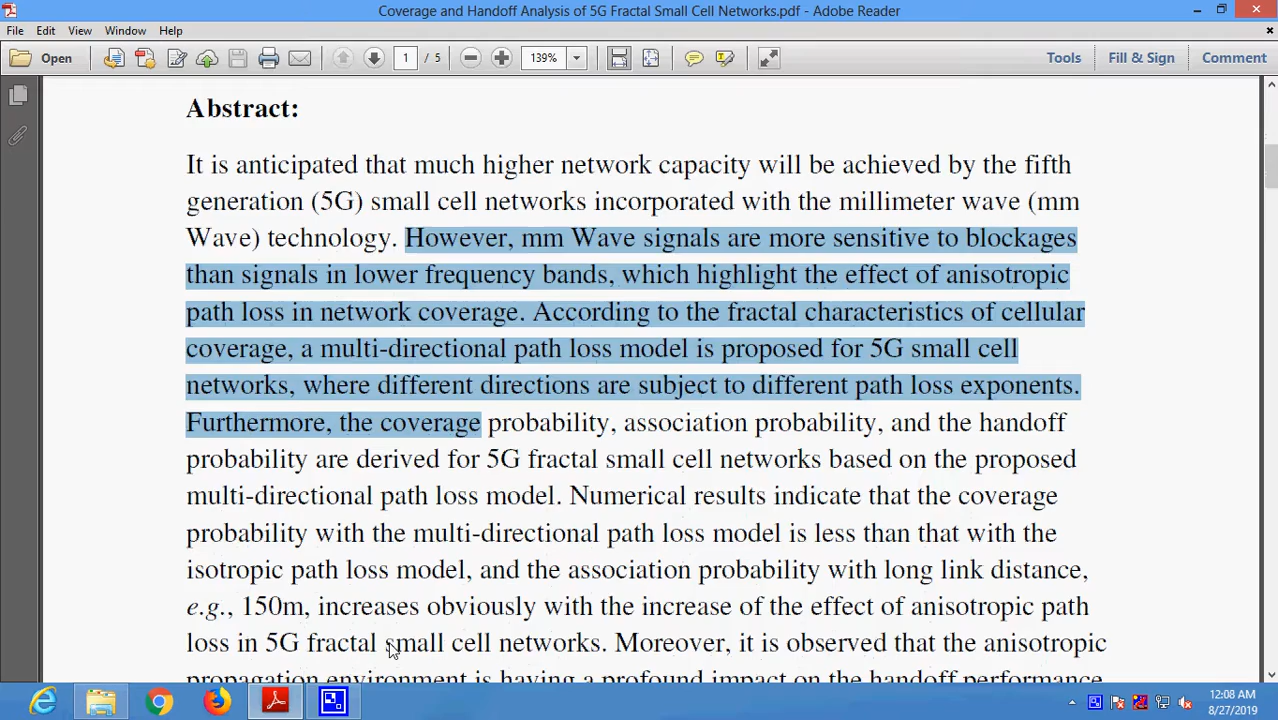 Coverage and Handoff Analysis of 5G Fractal Small Cell Networks.pdf - Adobe Reader
File Edit View Window Help
Open 1 / 5 139% Tools Fill & Sign Comment
Abstract:
It is anticipated that much higher network capacity will be achieved by the fifth
generation (5G) small cell networks incorporated with the millimeter wave (mm
Wave) technology. However, mm Wave signals are more sensitive to blockages
than signals in lower frequency bands, which highlight the effect of anisotropic
path loss in network coverage. According to the fractal characteristics of cellular
coverage, a multi-directional path loss model is proposed for 5G small cell
networks, where different directions are subject to different path loss exponents.
Furthermore, the coverage probability, association probability, and the handoff
probability are derived for 5G fractal small cell networks based on the proposed
multi-directional path loss model. Numerical results indicate that the coverage
probability with the multi-directional path loss model is less than that with the
isotropic path loss model, and the association probability with long link distance,
e.g., 150m, increases obviously with the increase of the effect of anisotropic path
loss in 5G fractal small cell networks. Moreover, it is observed that the anisotropic
propagation environment is having a profound impact on the handoff performance
12:08 AM
8/27/2019